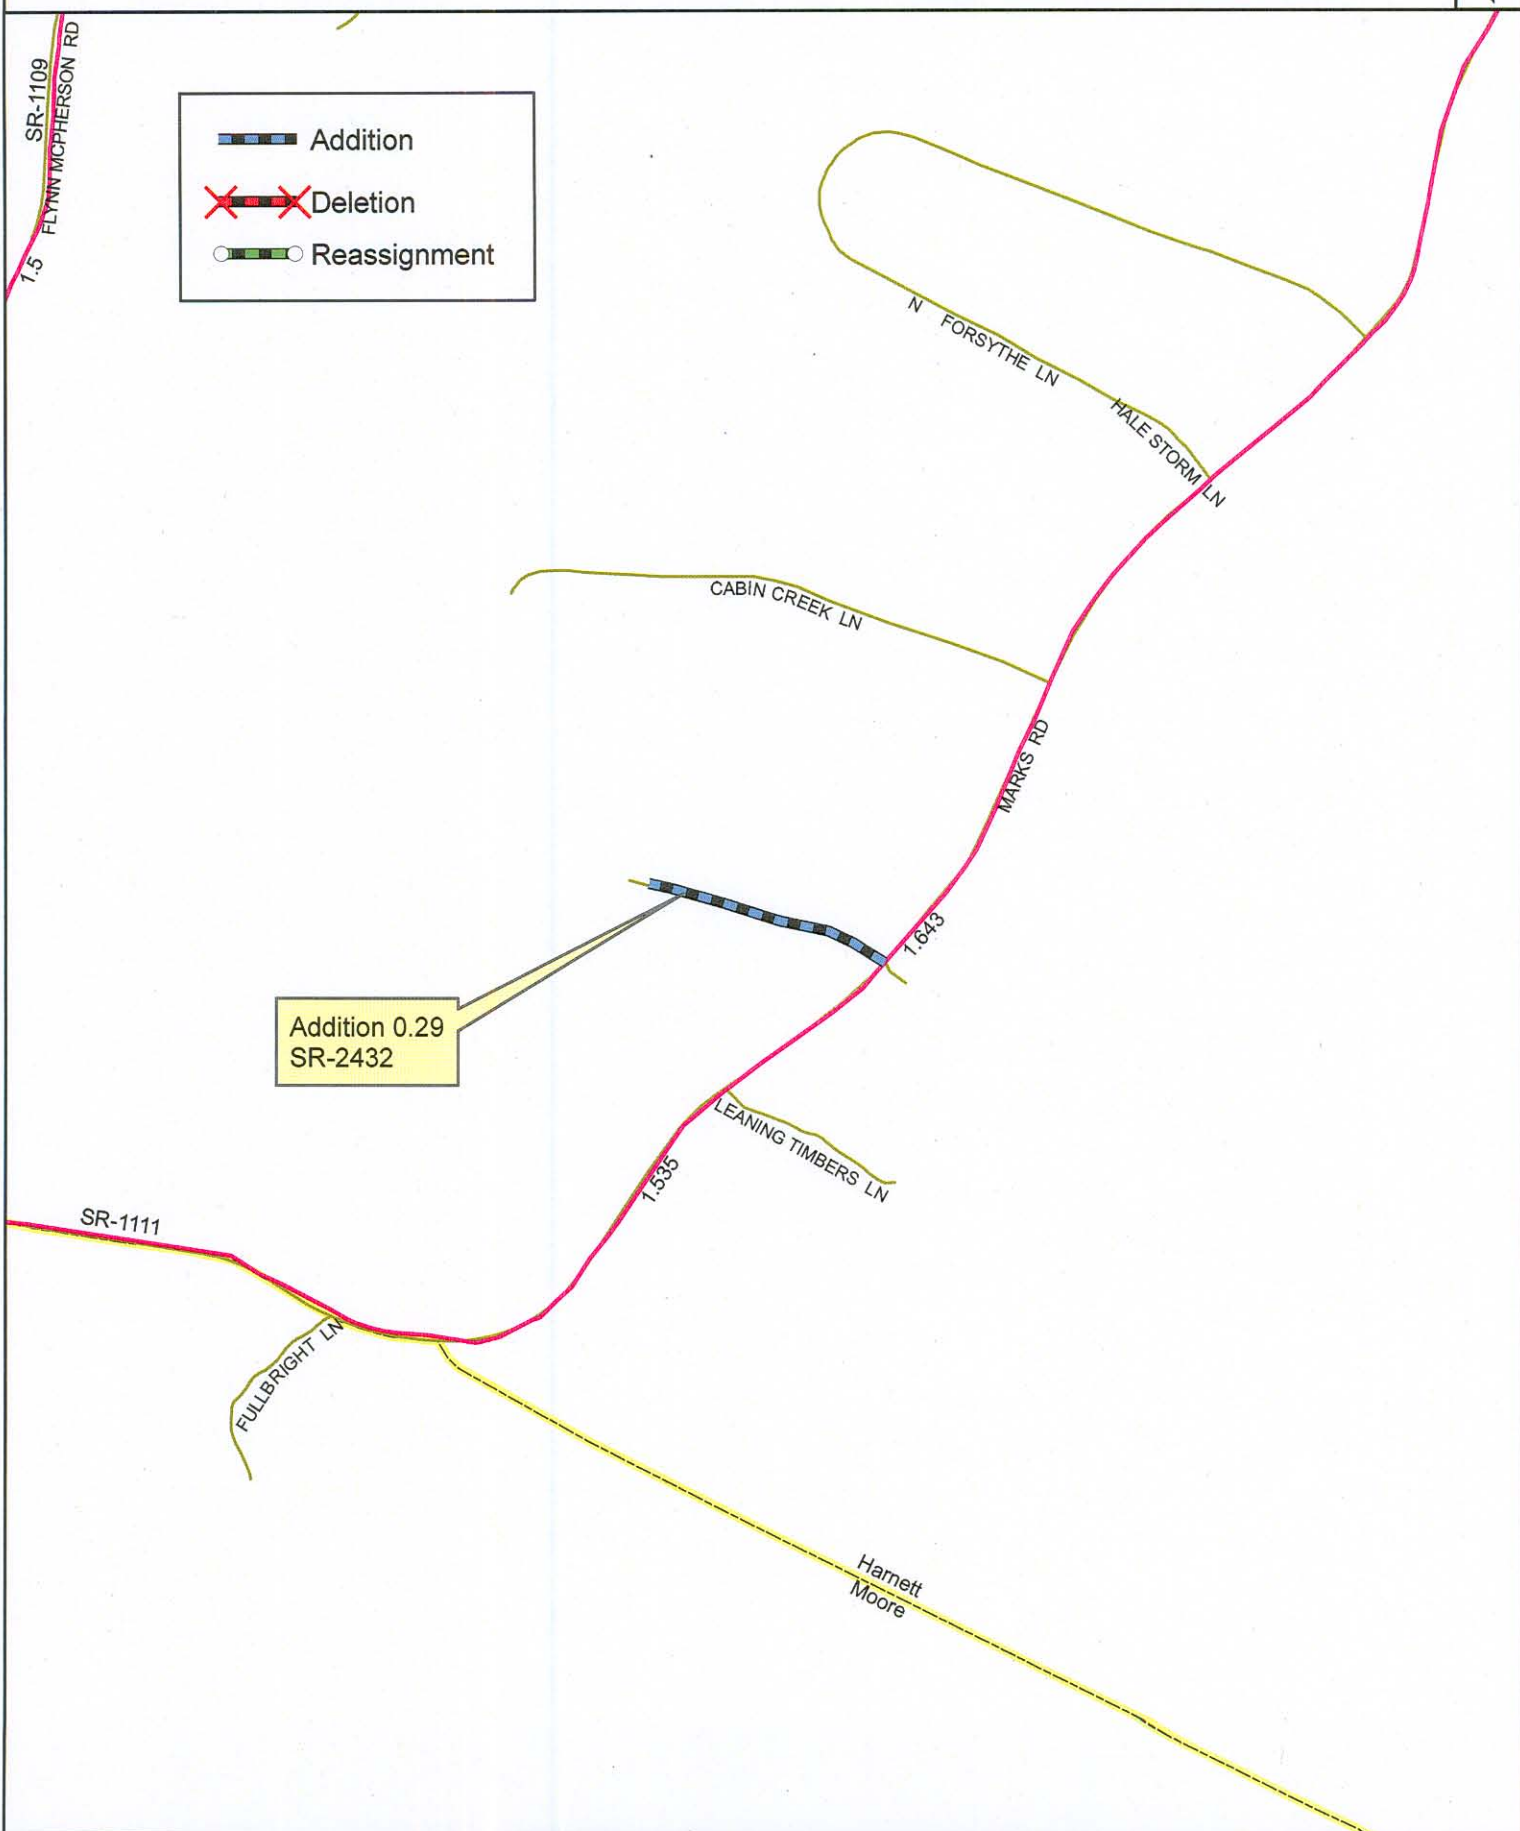 SR-1109
FLYNN MCPHERSON RD
1.5
Addition
Deletion
Reassignment
N FORSYTHE LN
HALE STORM LN
CABIN CREEK LN
MARKS RD
1.643
Addition 0.29
SR-2432
LEANING TIMBERS LN
1.535
SR-1111
FULLBRIGHT LN
Harnett
Moore